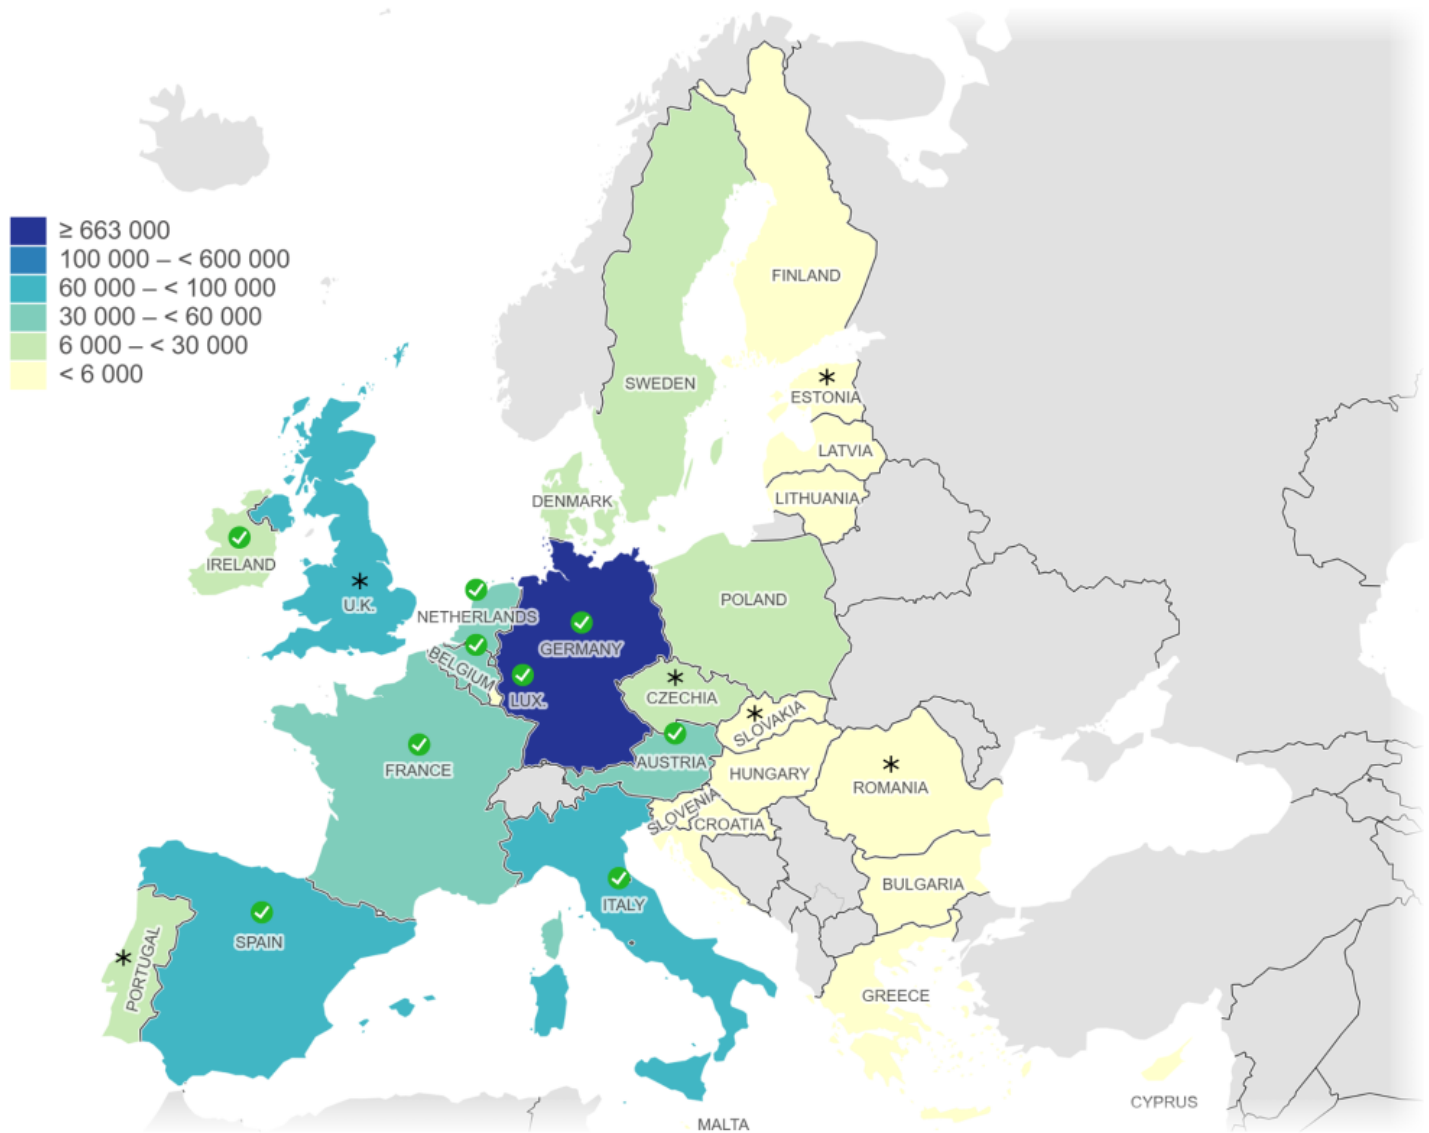 ≥ 663 000
100 000 – < 600 000
60 000 – < 100 000
30 000 – < 60 000
6 000 – < 30 000
< 6 000
FINLAND
SWEDEN
*
ESTONIA
LATVIA
LITHUANIA
DENMARK
IRELAND
*
U.K.
NETHERLANDS
POLAND
GERMANY
BELGIUM
LUX.
*
CZECHIA
*
SLOVAKIA
FRANCE
AUSTRIA
HUNGARY
*
ROMANIA
SLOVENIA
CROATIA
BULGARIA
ITALY
SPAIN
*
PORTUGAL
GREECE
CYPRUS
MALTA